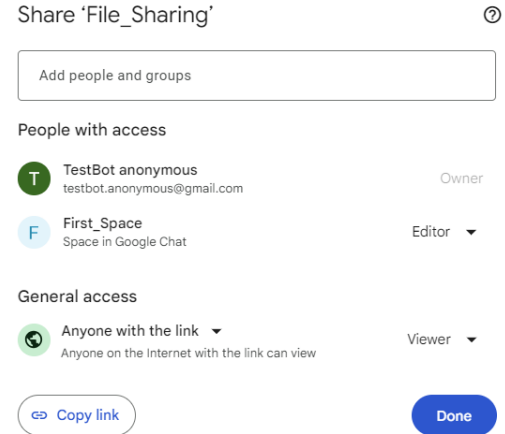 Share ‘File_Sharing’
Add people and groups
People with access
T
TestBot anonymous
testbot.anonymous@gmail.com
Owner
F
First_Space
Space in Google Chat
Editor
General access
Anyone with the link
Anyone on the Internet with the link can view
Viewer
Copy link
Done